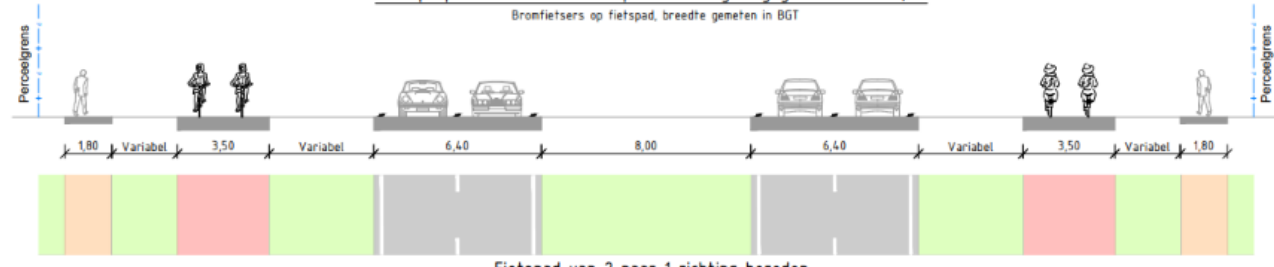 Bromfietsers op fietspad, breedte gemeten in BGT
Perceelgrens
Perceelgrens
1,80 Variabel 3,50 Variabel 6,40 8,00 6,40 Variabel 3,50 Variabel 1,80